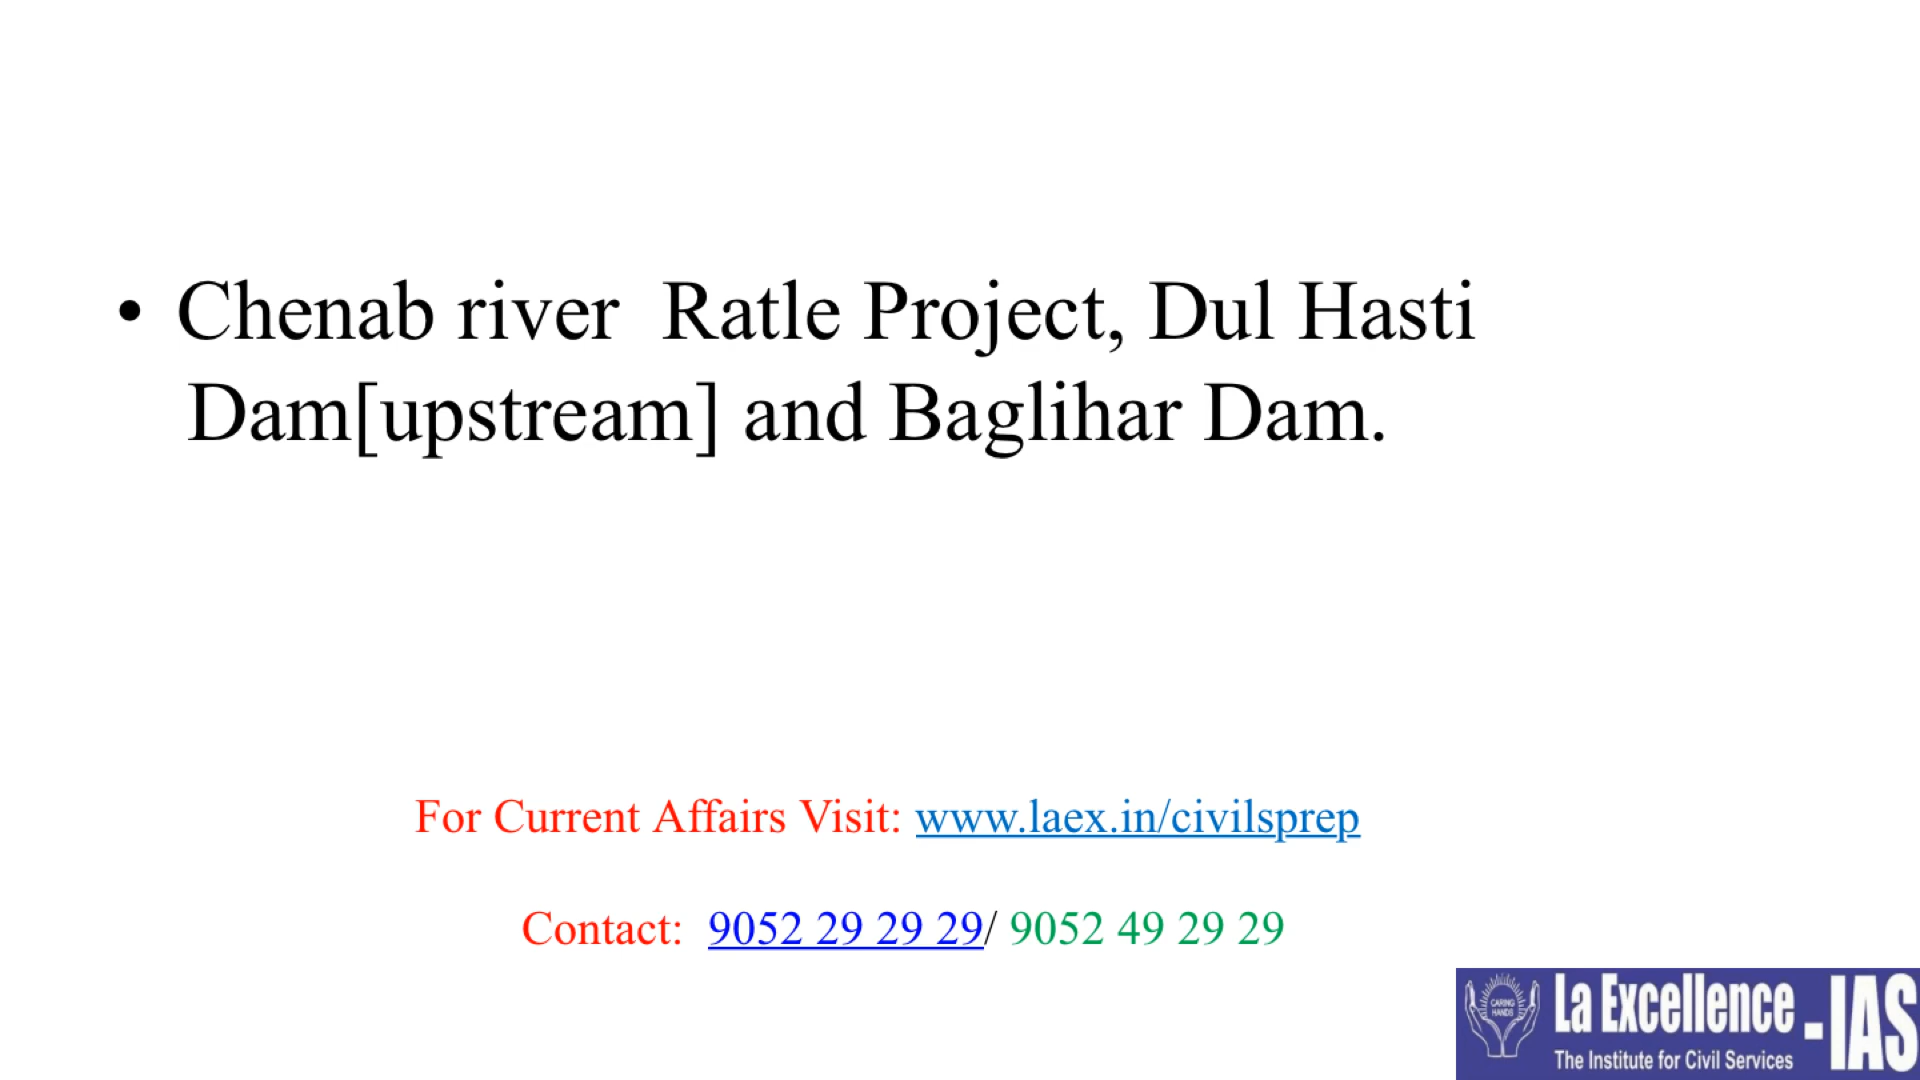 • Chenab river  Ratle Project, Dul Hasti
Dam[upstream] and Baglihar Dam.
For Current Affairs Visit: www.laex.in/civilsprep
Contact:  9052 29 29 29/ 9052 49 29 29
CARING
HANDS
La Excellence - IAS
The Institute for Civil Services